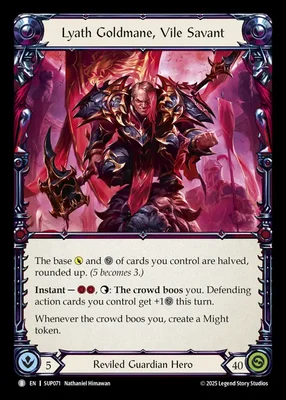 Lyath Goldmane, Vile Savant
The base and of cards you control are halved,
rounded up. (5 becomes 3.)
Instant — , : The crowd boos you. Defending
action cards you control get +1 this turn.
Whenever the crowd boos you, create a Might
token.
5
Reviled Guardian Hero
40
EN | SUP071 Nathaniel Himawan
© 2025 Legend Story Studios